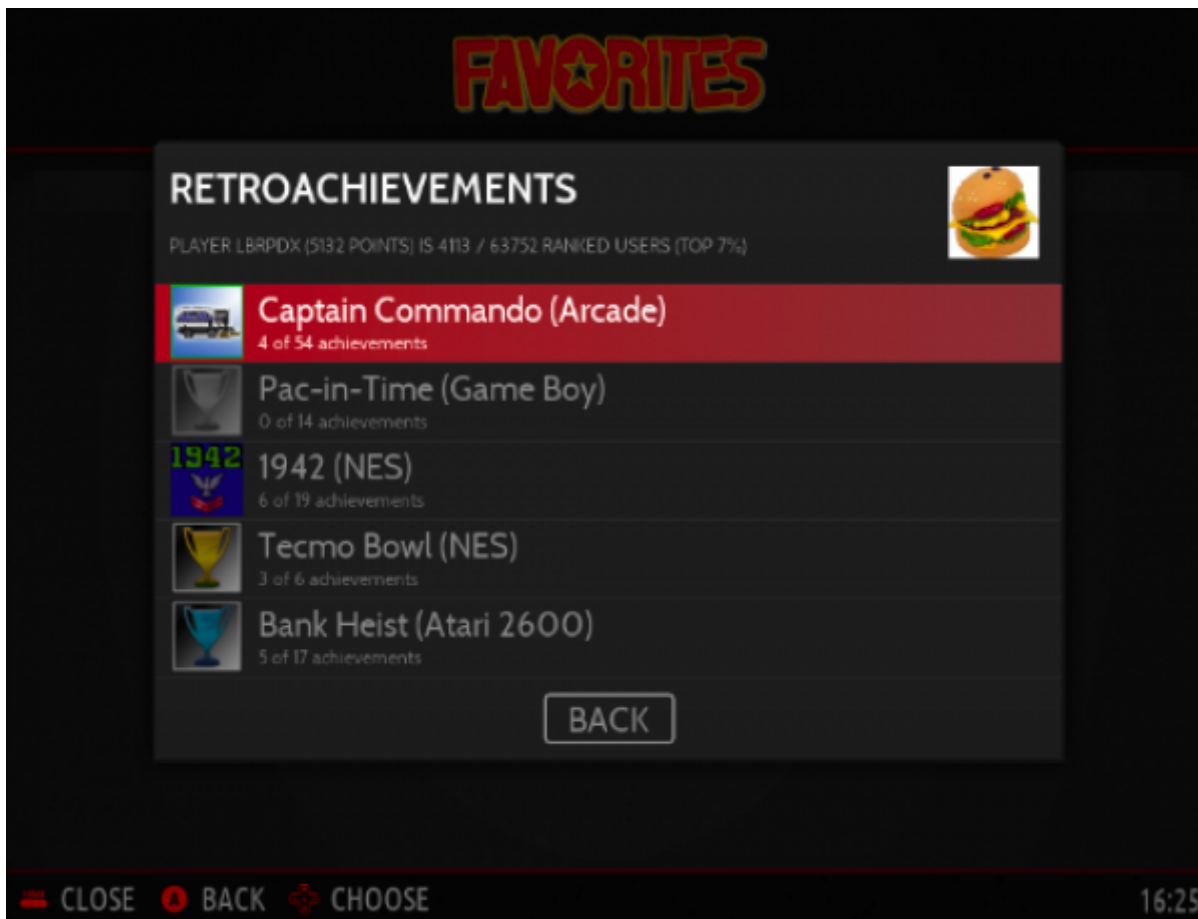 FAVORITES
RETROACHIEVEMENTS
PLAYER LBRPDX (5132 POINTS) IS 4113 / 63752 RANKED USERS (TOP 7%)
Captain Commando (Arcade)
4 of 54 achievements
Pac-in-Time (Game Boy)
0 of 14 achievements
1942
1942 (NES)
6 of 19 achievements
Tecmo Bowl (NES)
3 of 6 achievements
Bank Heist (Atari 2600)
5 of 17 achievements
BACK
CLOSE A BACK CHOOSE 16:25